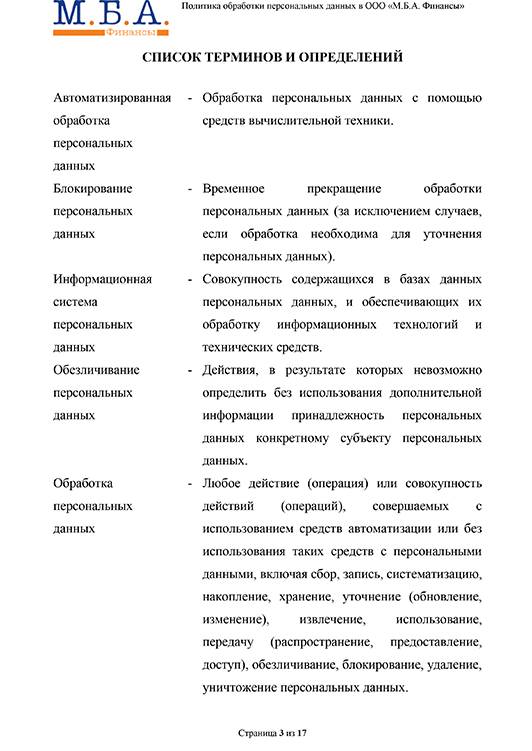 М.Б.А.
Финансы
Политика обработки персональных данных в ООО «М.Б.А. Финансы»
СПИСОК ТЕРМИНОВ И ОПРЕДЕЛЕНИЙ
Автоматизированная - Обработка персональных данных с помощью
обработка средств вычислительной техники.
персональных
данных
Блокирование - Временное прекращение обработки
персональных персональных данных (за исключением случаев,
данных если обработка необходима для уточнения
персональных данных).
Информационная - Совокупность содержащихся в базах данных
система персональных данных, и обеспечивающих их
персональных обработку информационных технологий и
данных технических средств.
Обезличивание - Действия, в результате которых невозможно
персональных определить без использования дополнительной
данных информации принадлежность персональных
данных конкретному субъекту персональных
данных.
Обработка - Любое действие (операция) или совокупность
персональных действий (операций), совершаемых с
данных использованием средств автоматизации или без
использования таких средств с персональными
данными, включая сбор, запись, систематизацию,
накопление, хранение, уточнение (обновление,
изменение), извлечение, использование,
передачу (распространение, предоставление,
доступ), обезличивание, блокирование, удаление,
уничтожение персональных данных.
Страница 3 из 17